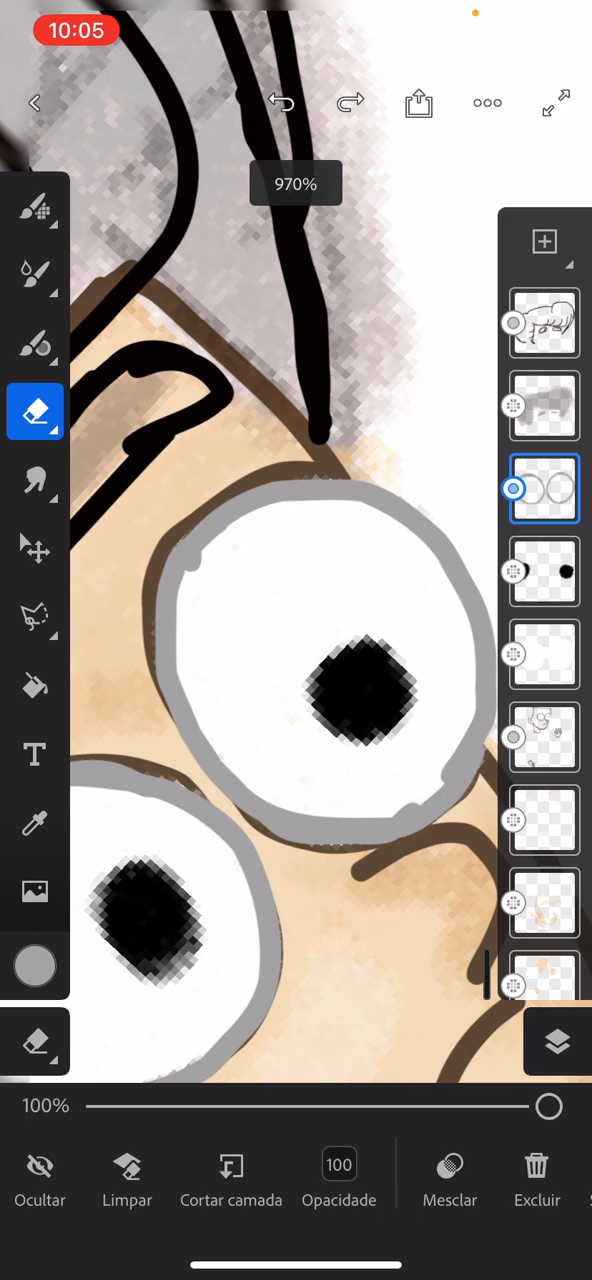 10:05
970%
T
100%
100
Ocultar
Limpar
Cortar camada
Opacidade
Mesclar
Excluir